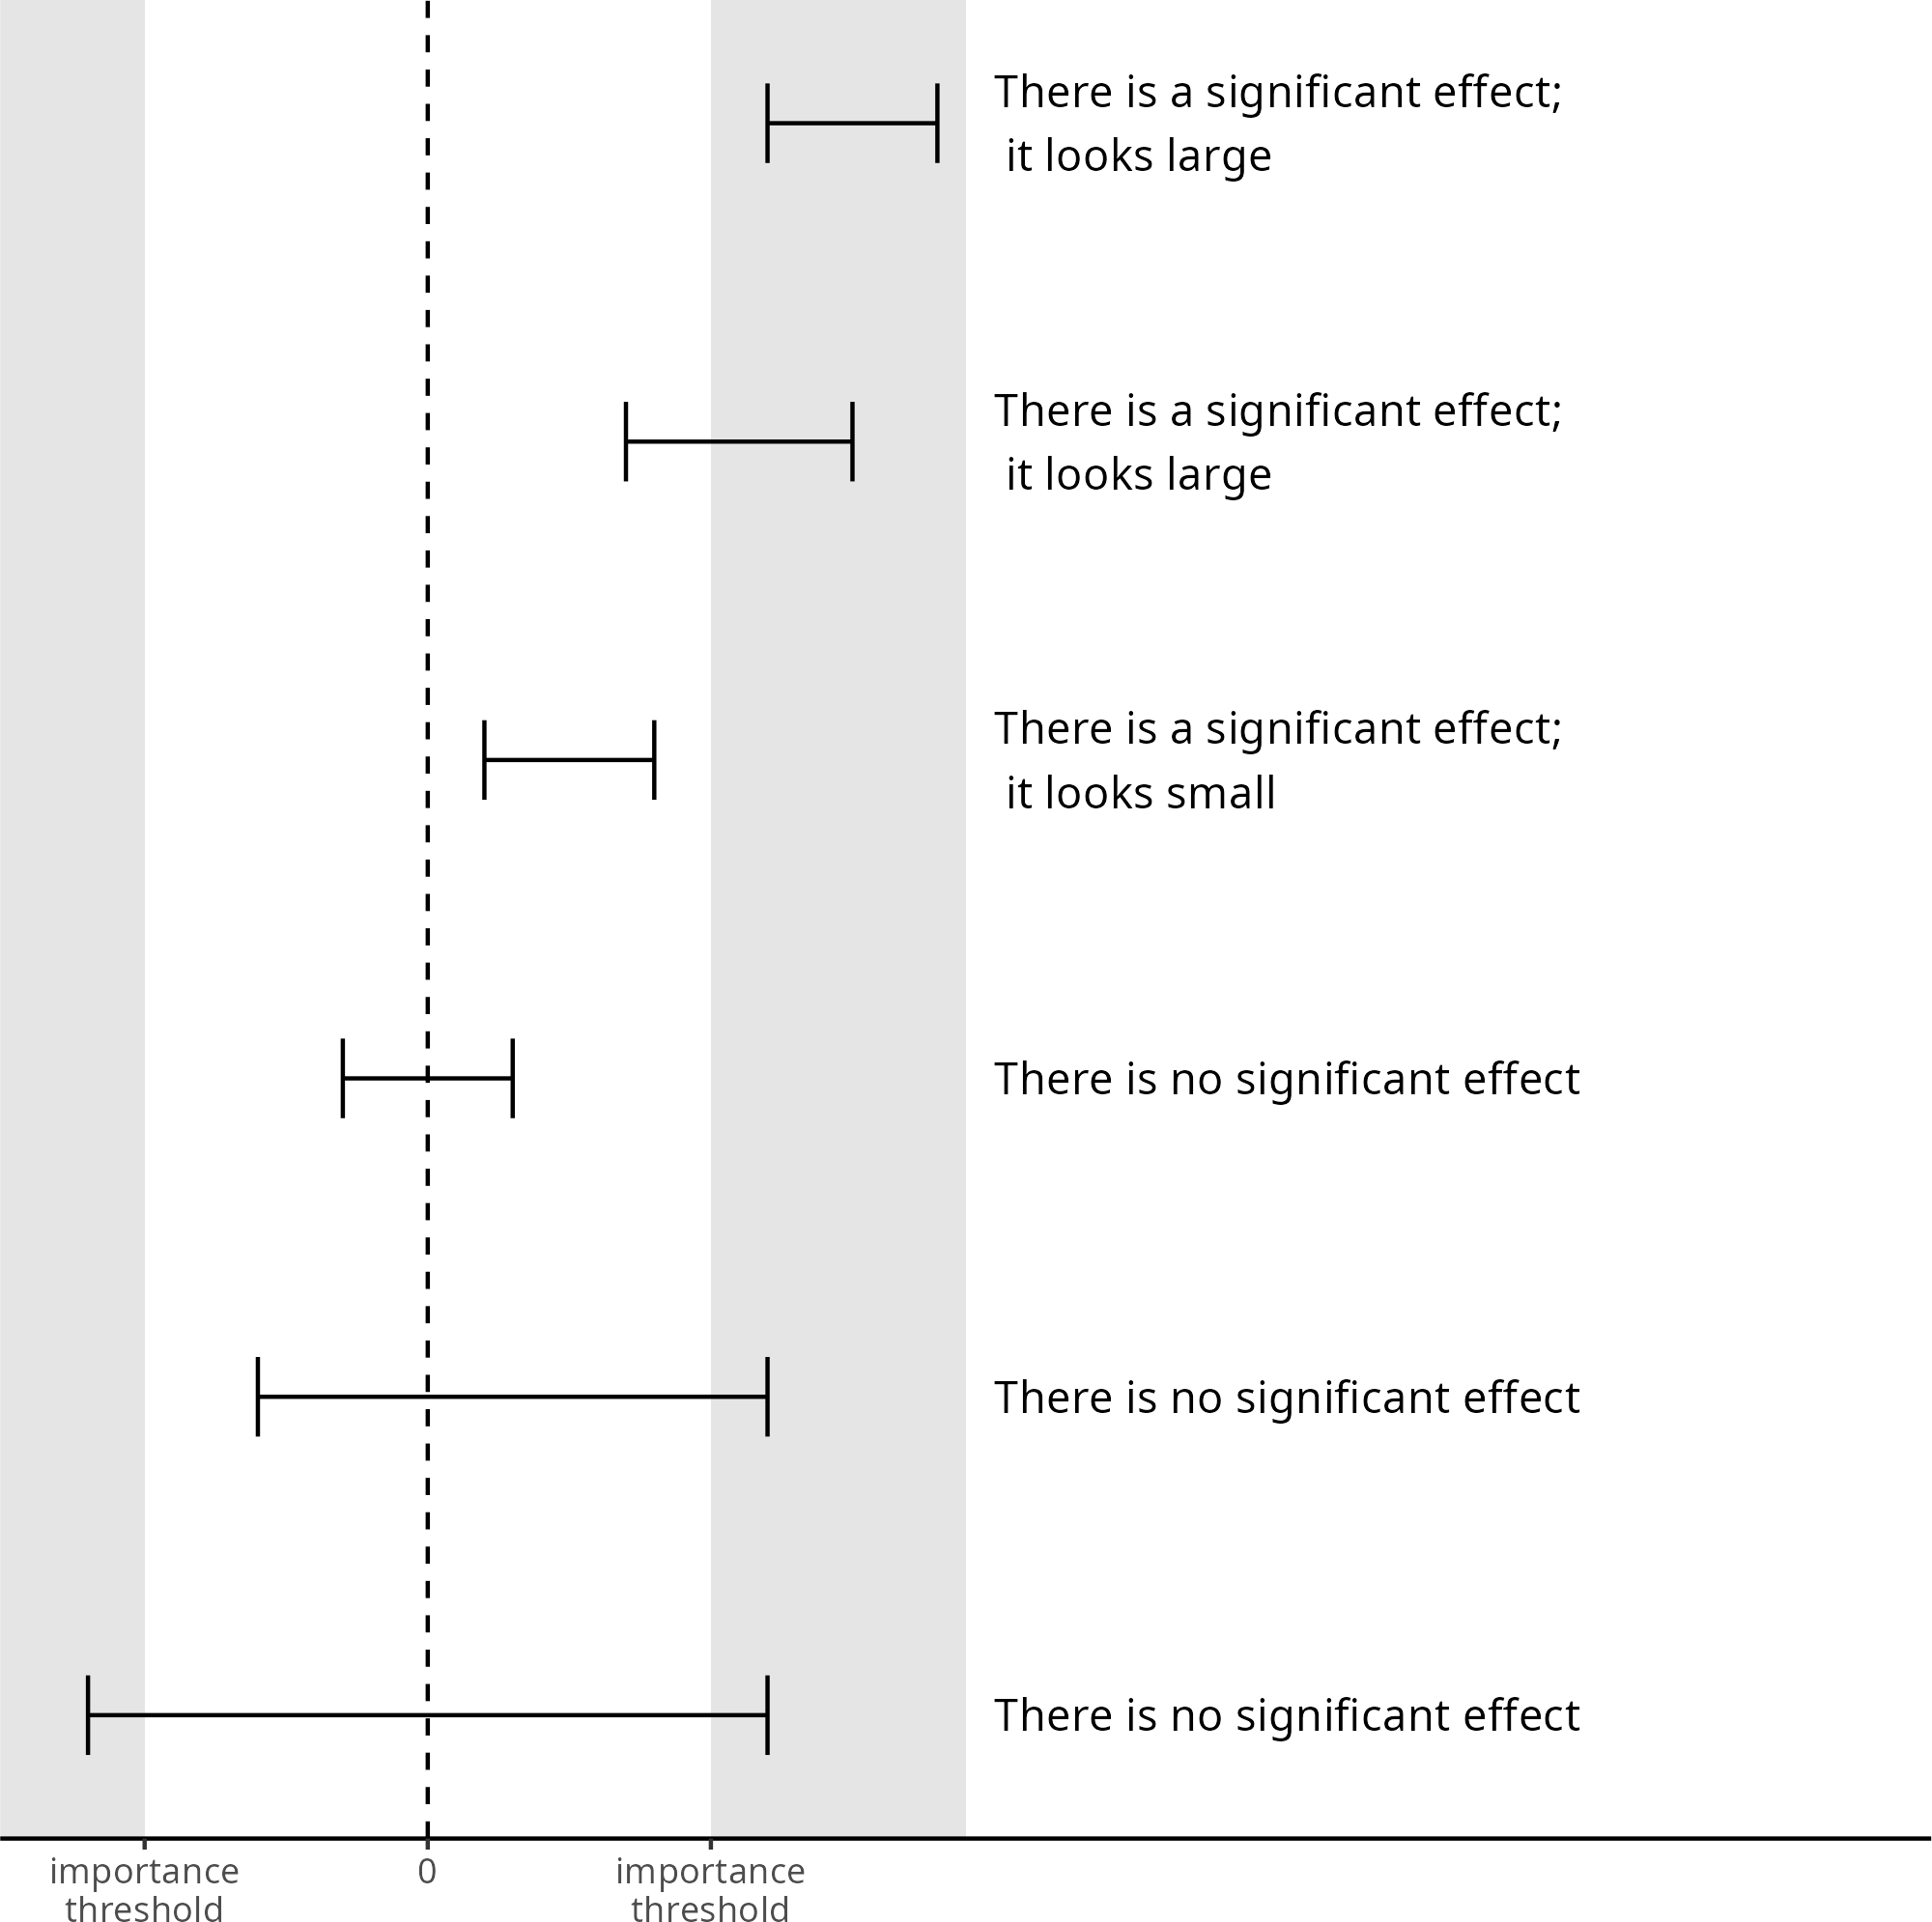 There is a significant effect;
it looks large
There is a significant effect;
it looks large
There is a significant effect;
it looks small
There is no significant effect
There is no significant effect
There is no significant effect
importance
threshold
0
importance
threshold